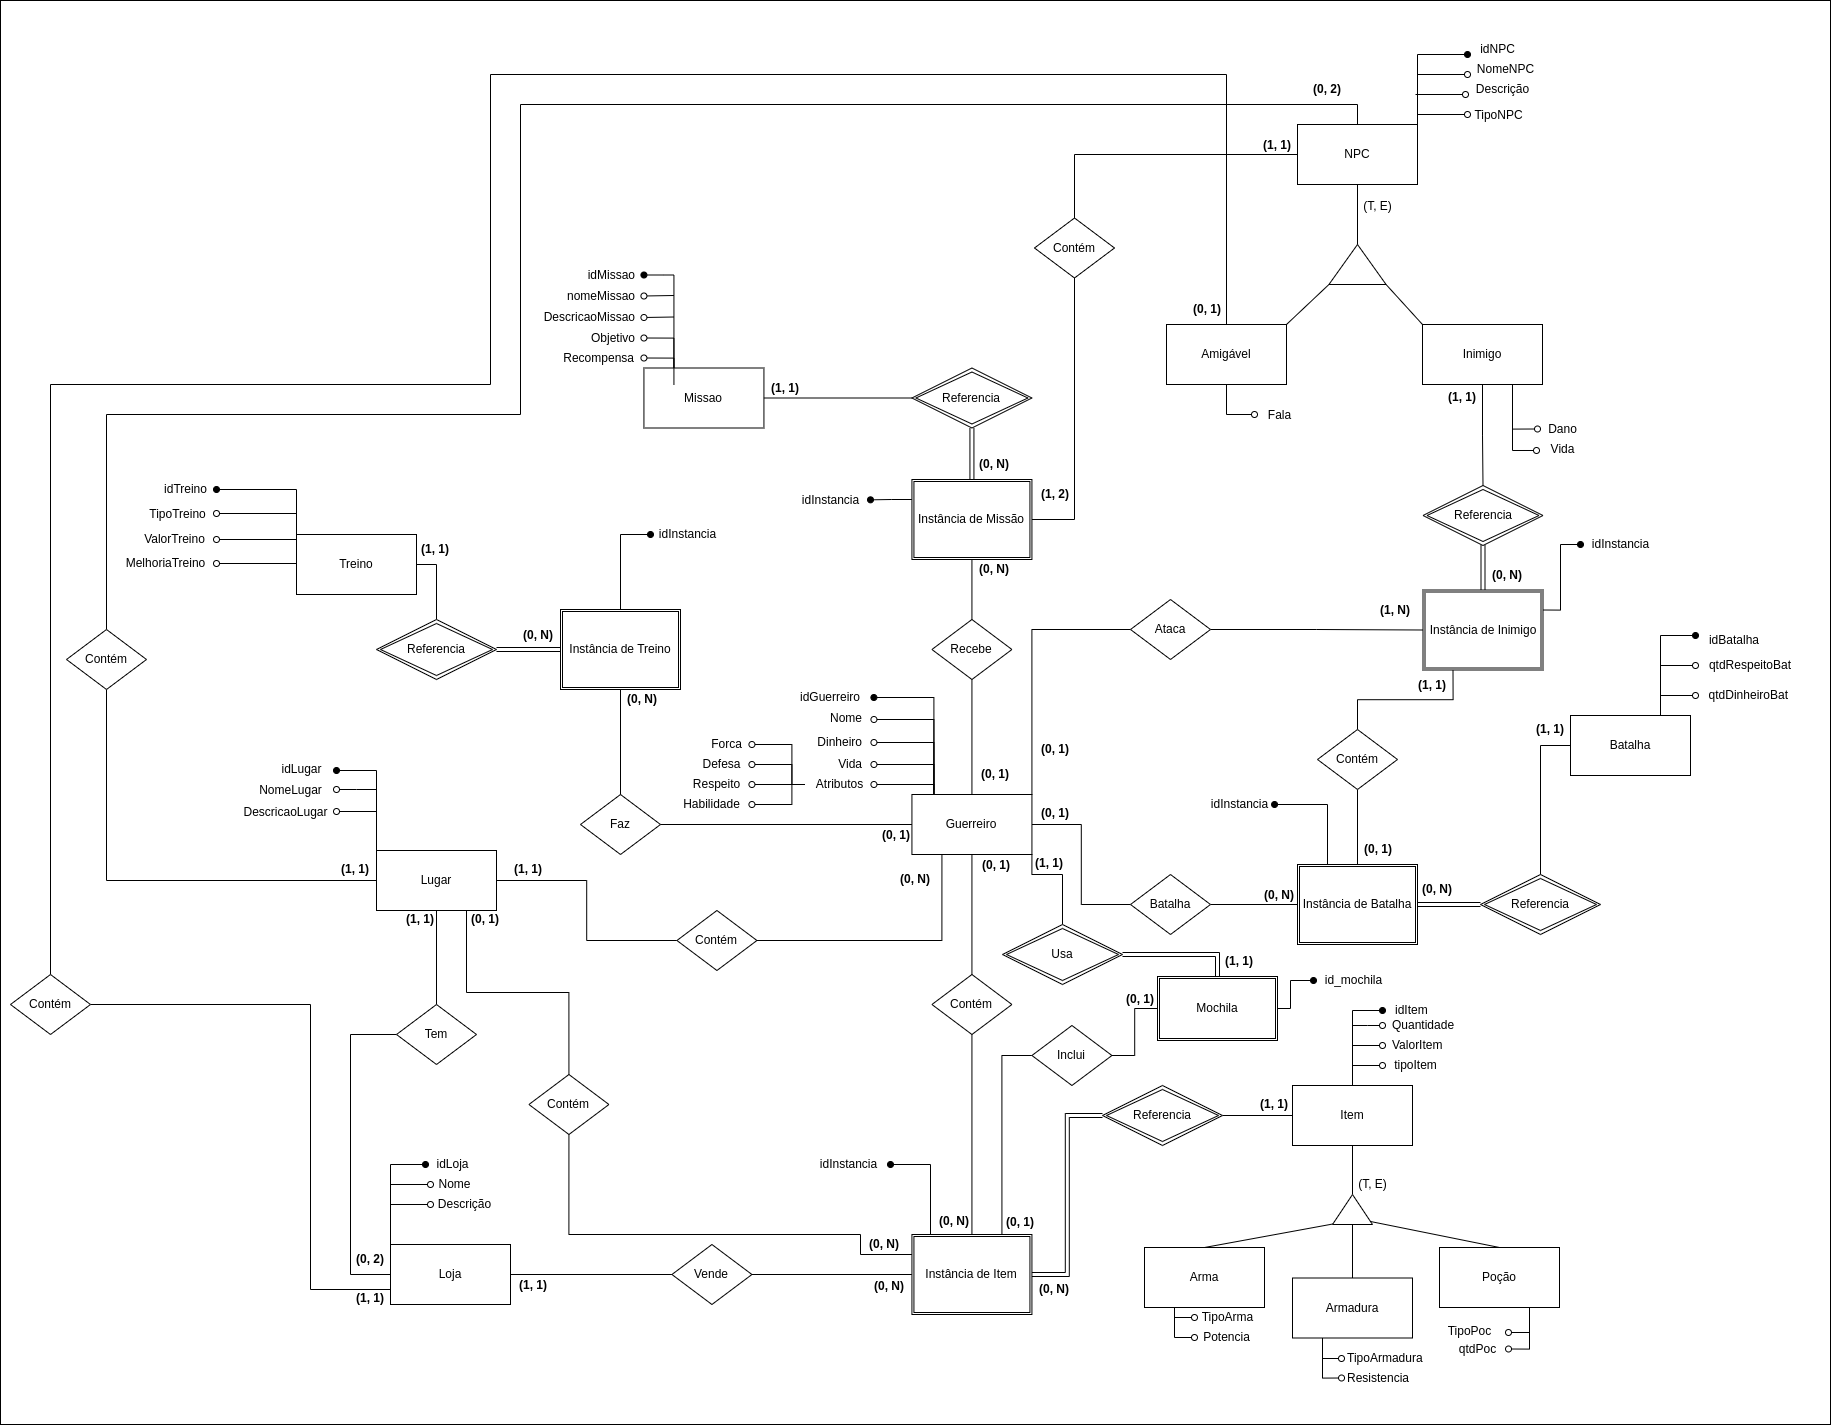 idNPC
NomeNPC
(0, 2)
Descrição
TipoNPC
(1, 1)
NPC
(T, E)
Contém
idMissao
nomeMissao
DescricaoMissao
Objetivo
Recompensa
(0, 1)
Amigável
Inimigo
Missao
(1, 1)
Referencia
(1, 1)
Fala
Dano
Vida
(0, N)
idTreino
TipoTreino
ValorTreino
MelhoriaTreino
(1, 1)
Treino
idInstancia
idInstancia
(1, 2)
Instância de Missão
Referencia
idInstancia
(0, N)
(0, N)
Contém
Referencia
(0, N)
Instância de Treino
(0, N)
Recebe
Ataca
(1, N)
Instância de Inimigo
(1, 1)
idBatalha
qtdRespeitoBat
qtdDinheiroBat
idGuerreiro
Nome
Dinheiro
Vida
Atributos
Forca
Defesa
Respeito
Habilidade
(0, 1)
(0, 1)
Contém
(1, 1)
Batalha
idLugar
NomeLugar
DescricaoLugar
Faz
(0, 1)
Guerreiro
(0, 1)
idInstancia
(0, 1)
(1, 1)
Lugar
(1, 1)
(0, N)
(0, 1)
(1, 1)
Batalha
(0, N)
Instância de Batalha
(0, N)
Referencia
(1, 1)
(0, 1)
Contém
Usa
(1, 1)
Contém
Tem
Contém
(0, 1)
Mochila
id_mochila
Inclui
idItem
Quantidade
ValorItem
tipoItem
Contém
Referencia
(1, 1)
Item
idLoja
Nome
Descrição
idInstancia
(T, E)
(0, N)
(0, 1)
(0, N)
(0, 2)
Loja
(1, 1)
(1, 1)
Vende
(0, N)
Instância de Item
(0, N)
Arma
Armadura
Poção
TipoArma
Potencia
TipoArmadura
Resistencia
TipoPoc
qtdPoc